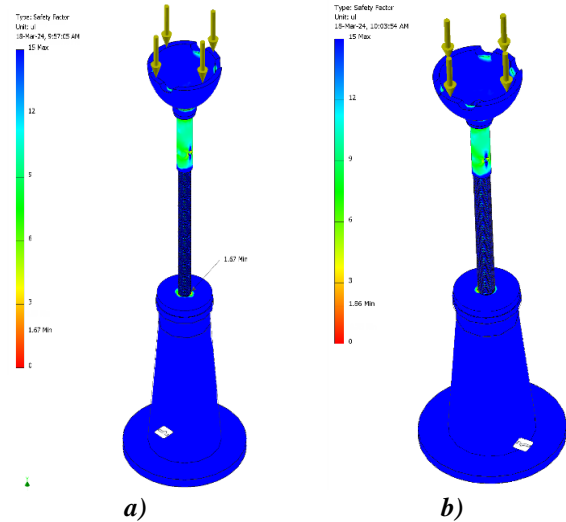 Type: Safety Factor
Unit: ul
18-Mar-24, 9:57:05 AM
15 Max
12
9
6
3
1.67 Min
0
1.67 Min
a)
Type: Safety Factor
Unit: ul
18-Mar-24, 10:03:54 AM
15 Max
12
9
6
3
1.86 Min
0
b)